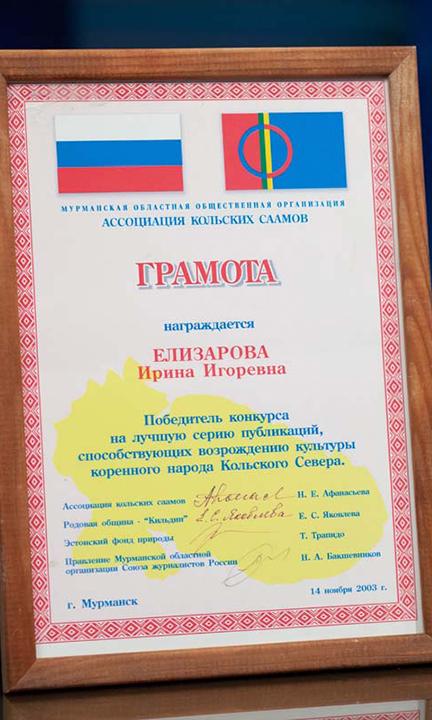 МУРМАНСКАЯ ОБЛАСТНАЯ ОБЩЕСТВЕННАЯ ОРГАНИЗАЦИЯ
АССОЦИАЦИЯ КОЛЬСКИХ СААМОВ
ГРАМОТА
награждается
ЕЛИЗАРОВА
Ирина Игоревна
Победитель конкурса
на лучшую серию публикаций,
способствующих возрождению культуры
коренного народа Кольского Севера.
Ассоциация кольских саамов Н. Е. Афанасьева
Родовая община - "Кильдин" Е. С. Яковлева
Эстонский фонд природы Т. Трапидо
Правление Мурманской областной
организации Союза журналистов России Н. А. Бакшевников
14 ноября 2003 г.
г. Мурманск